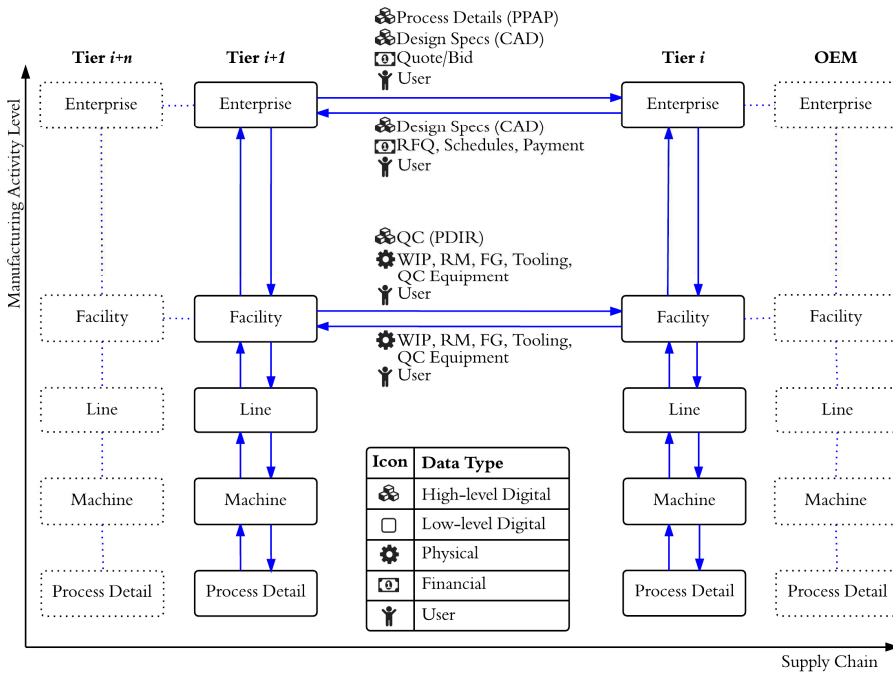 Process Details (PPAP)
Design Specs (CAD)
Quote/Bid
User
Tier i+n
Tier i+1
Tier i
OEM
Enterprise
Enterprise
Enterprise
Enterprise
Design Specs (CAD)
RFQ, Schedules, Payment
User
Manufacturing Activity Level
QC (PDIR)
WIP, RM, FG, Tooling,
QC Equipment
User
Facility
Facility
Facility
Facility
WIP, RM, FG, Tooling,
QC Equipment
User
Line
Line
Line
Line
Icon Data Type
High-level Digital
Low-level Digital
Physical
Financial
User
Machine
Machine
Machine
Machine
Process Detail
Process Detail
Process Detail
Process Detail
Supply Chain